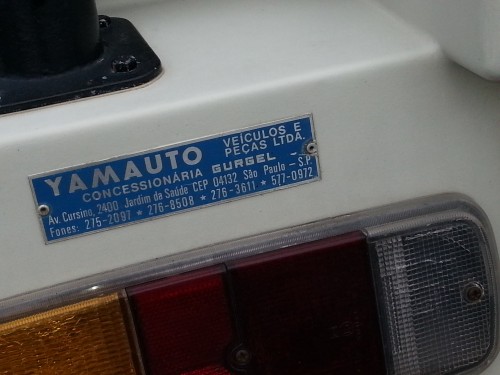 YAMAUTO VEÍCULOS E PEÇAS LTDA.
CONCESSIONÁRIA GURGEL
Av. Cursino, 2400 Jardim da Saúde CEP 04132 São Paulo - S.P.
Fones: 275-2097 * 276-8508 * 276-3611 * 577-0972